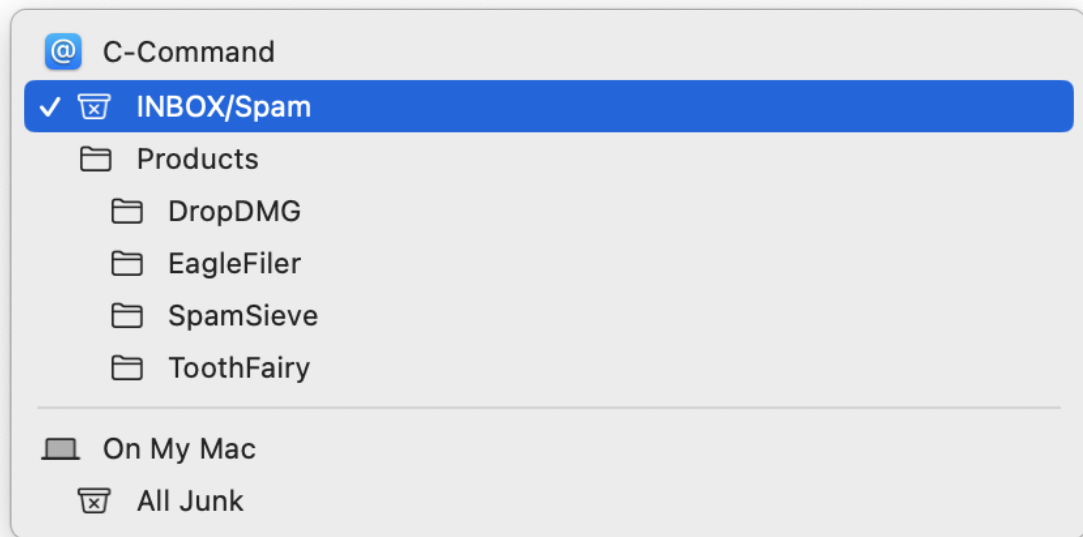 C-Command
INBOX/Spam
Products
DropDMG
EagleFiler
SpamSieve
ToothFairy
On My Mac
All Junk